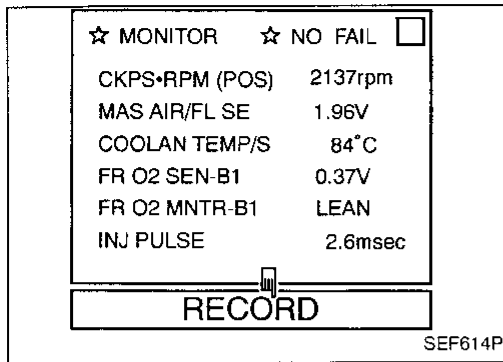 ☆ MONITOR ☆ NO FAIL
CKPS•RPM (POS) 2137rpm
MAS AIR/FL SE 1.96V
COOLAN TEMP/S 84°C
FR O2 SEN-B1 0.37V
FR O2 MNTR-B1 LEAN
INJ PULSE 2.6msec
RECORD
SEF614P